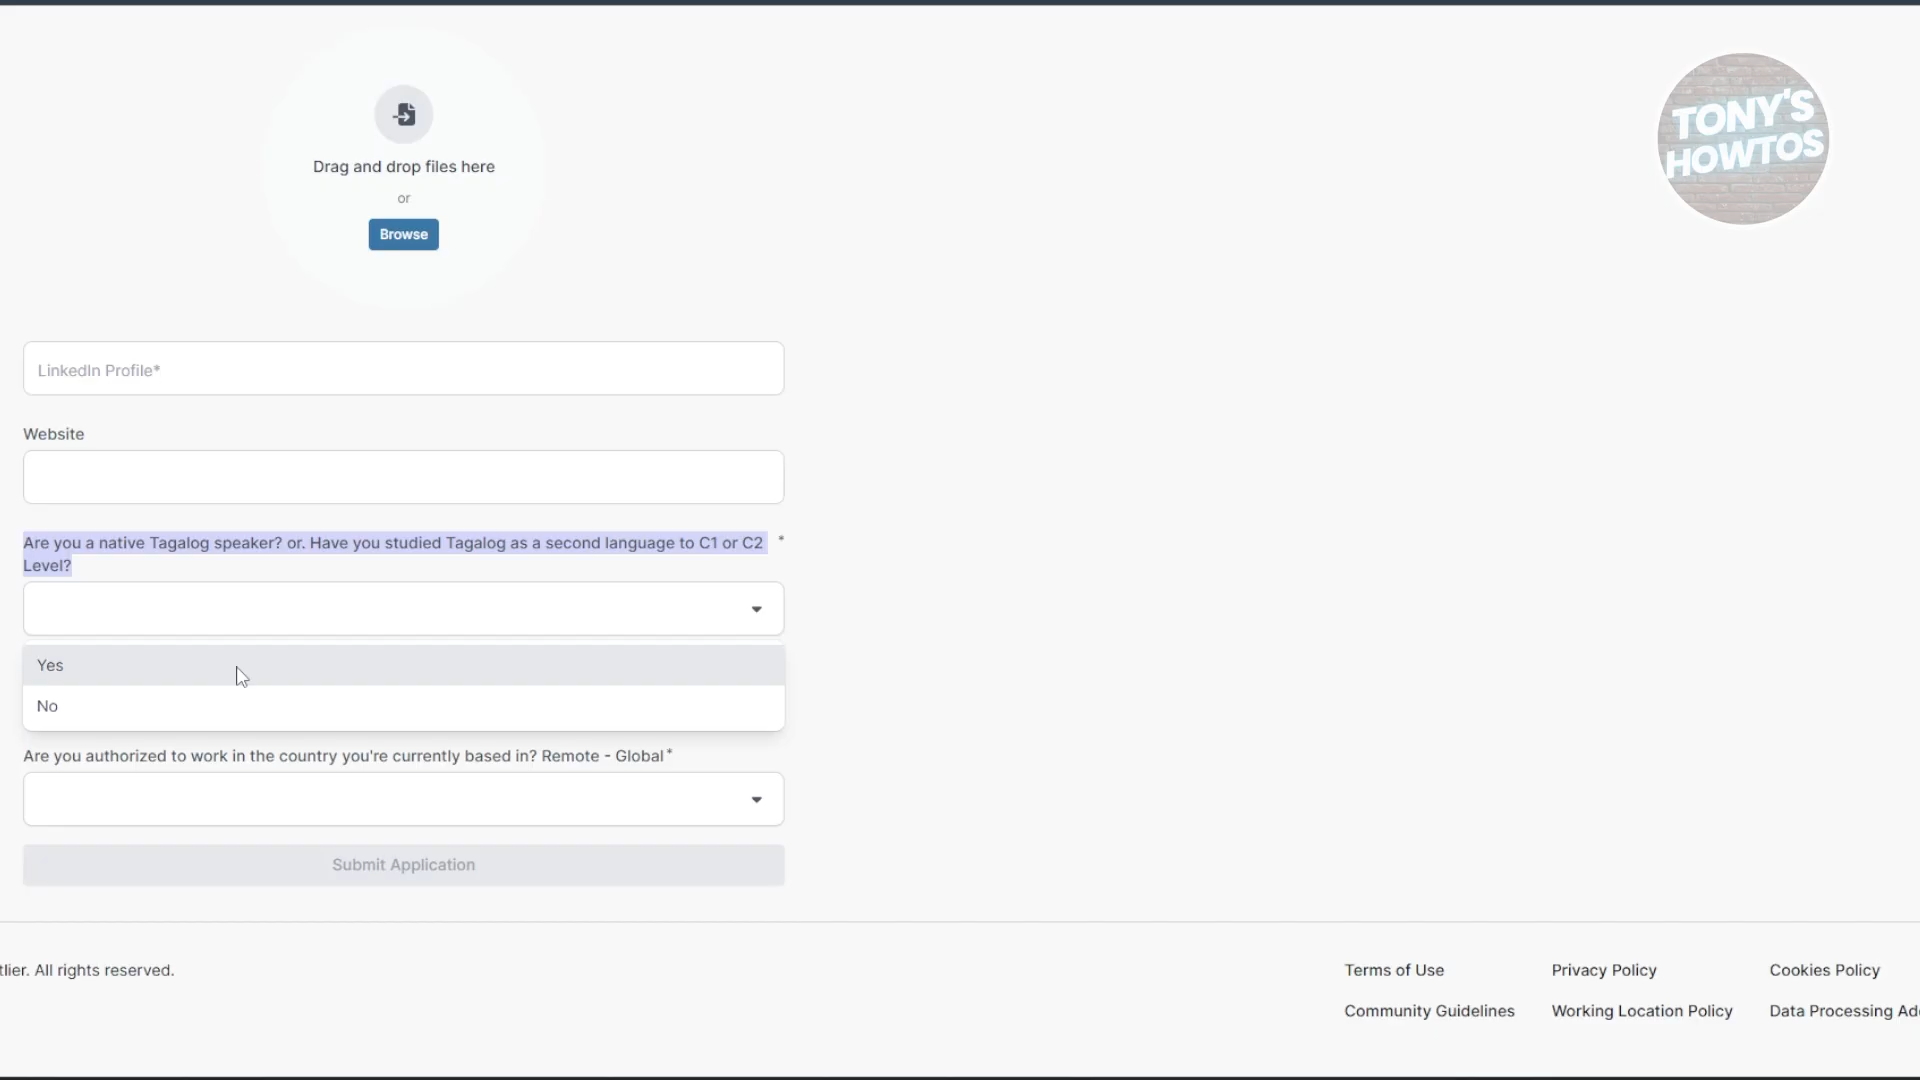 TONY'S
HOWTOS
Drag and drop files here
or
Browse
LinkedIn Profile*
Website
Are you a native Tagalog speaker? or. Have you studied Tagalog as a second language to C1 or C2 *
Level?
Yes
No
Are you authorized to work in the country you're currently based in? Remote - Global*
Submit Application
tlier. All rights reserved.
Terms of Use
Privacy Policy
Cookies Policy
Community Guidelines
Working Location Policy
Data Processing Ad